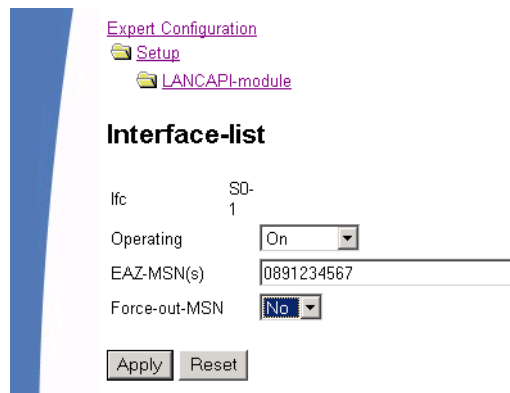 Expert Configuration
Setup
LANCAPI-module
Interface-list
Ifc S0-
1
Operating On
EAZ-MSN(s) 0891234567
Force-out-MSN No
Apply Reset